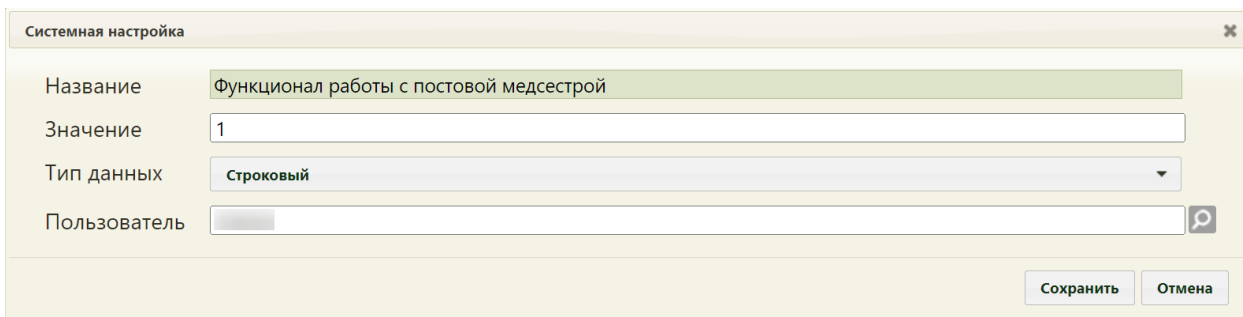 Системная настройка
Название
Функционал работы с постовой медсестрой
Значение
1
Тип данных
Строковый
Пользователь
Сохранить
Отмена